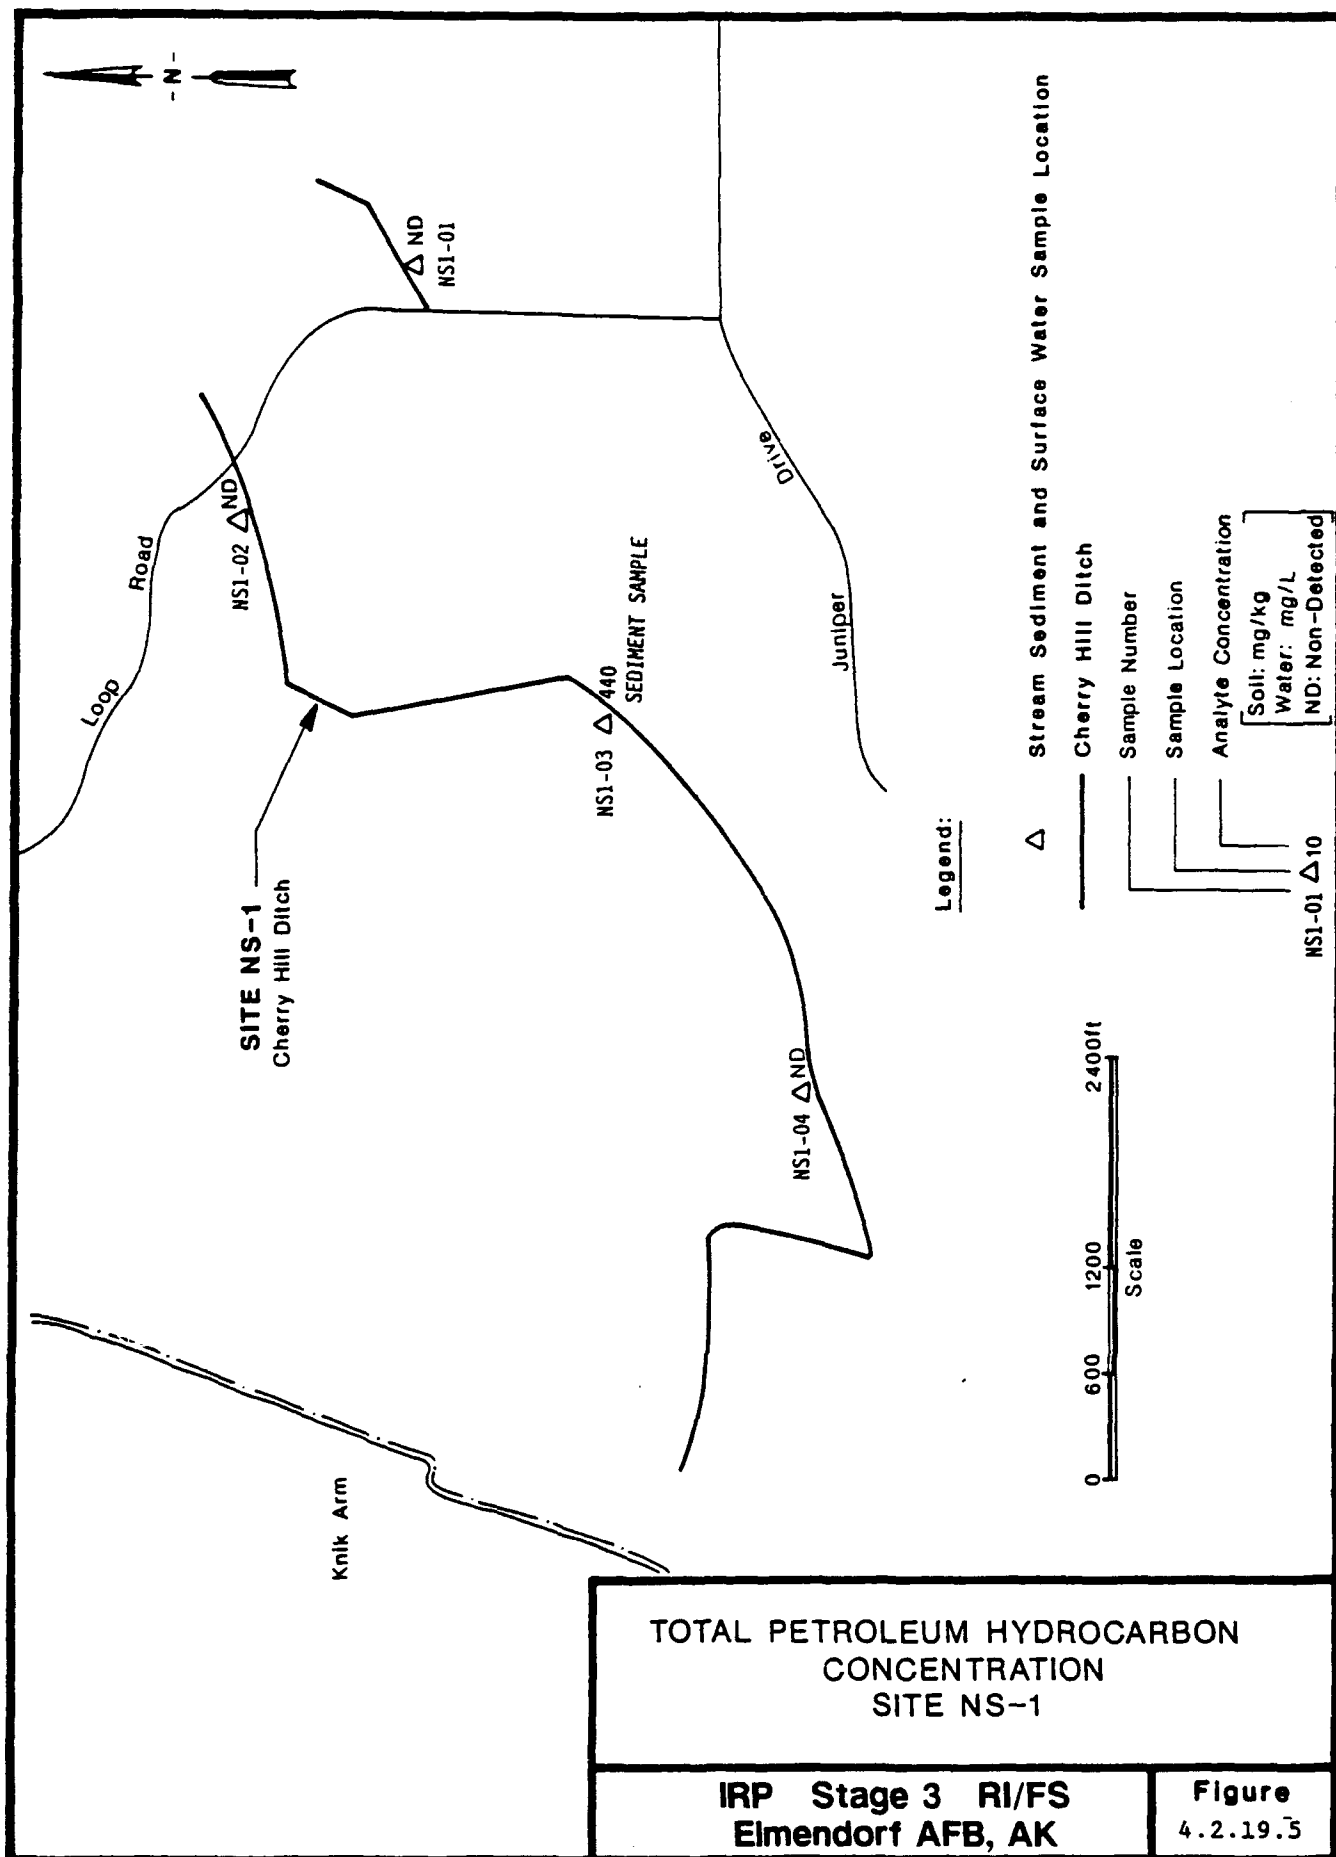 -N-
ND
NS1-01
Loop Road
NS1-02 ND
SITE NS-1
Cherry Hill Ditch
NS1-03 440
SEDIMENT SAMPLE
Juniper Drive
NS1-04 ND
Knik Arm
Legend:
Stream Sediment and Surface Water Sample Location
Cherry Hill Ditch
Sample Number
Sample Location
Analyte Concentration
Soil: mg/kg
Water: mg/L
ND: Non-Detected
NS1-01 10
0 600 1200 2400ft
Scale
TOTAL PETROLEUM HYDROCARBON
CONCENTRATION
SITE NS-1
IRP Stage 3 RI/FS
Elmendorf AFB, AK
Figure
4.2.19.5